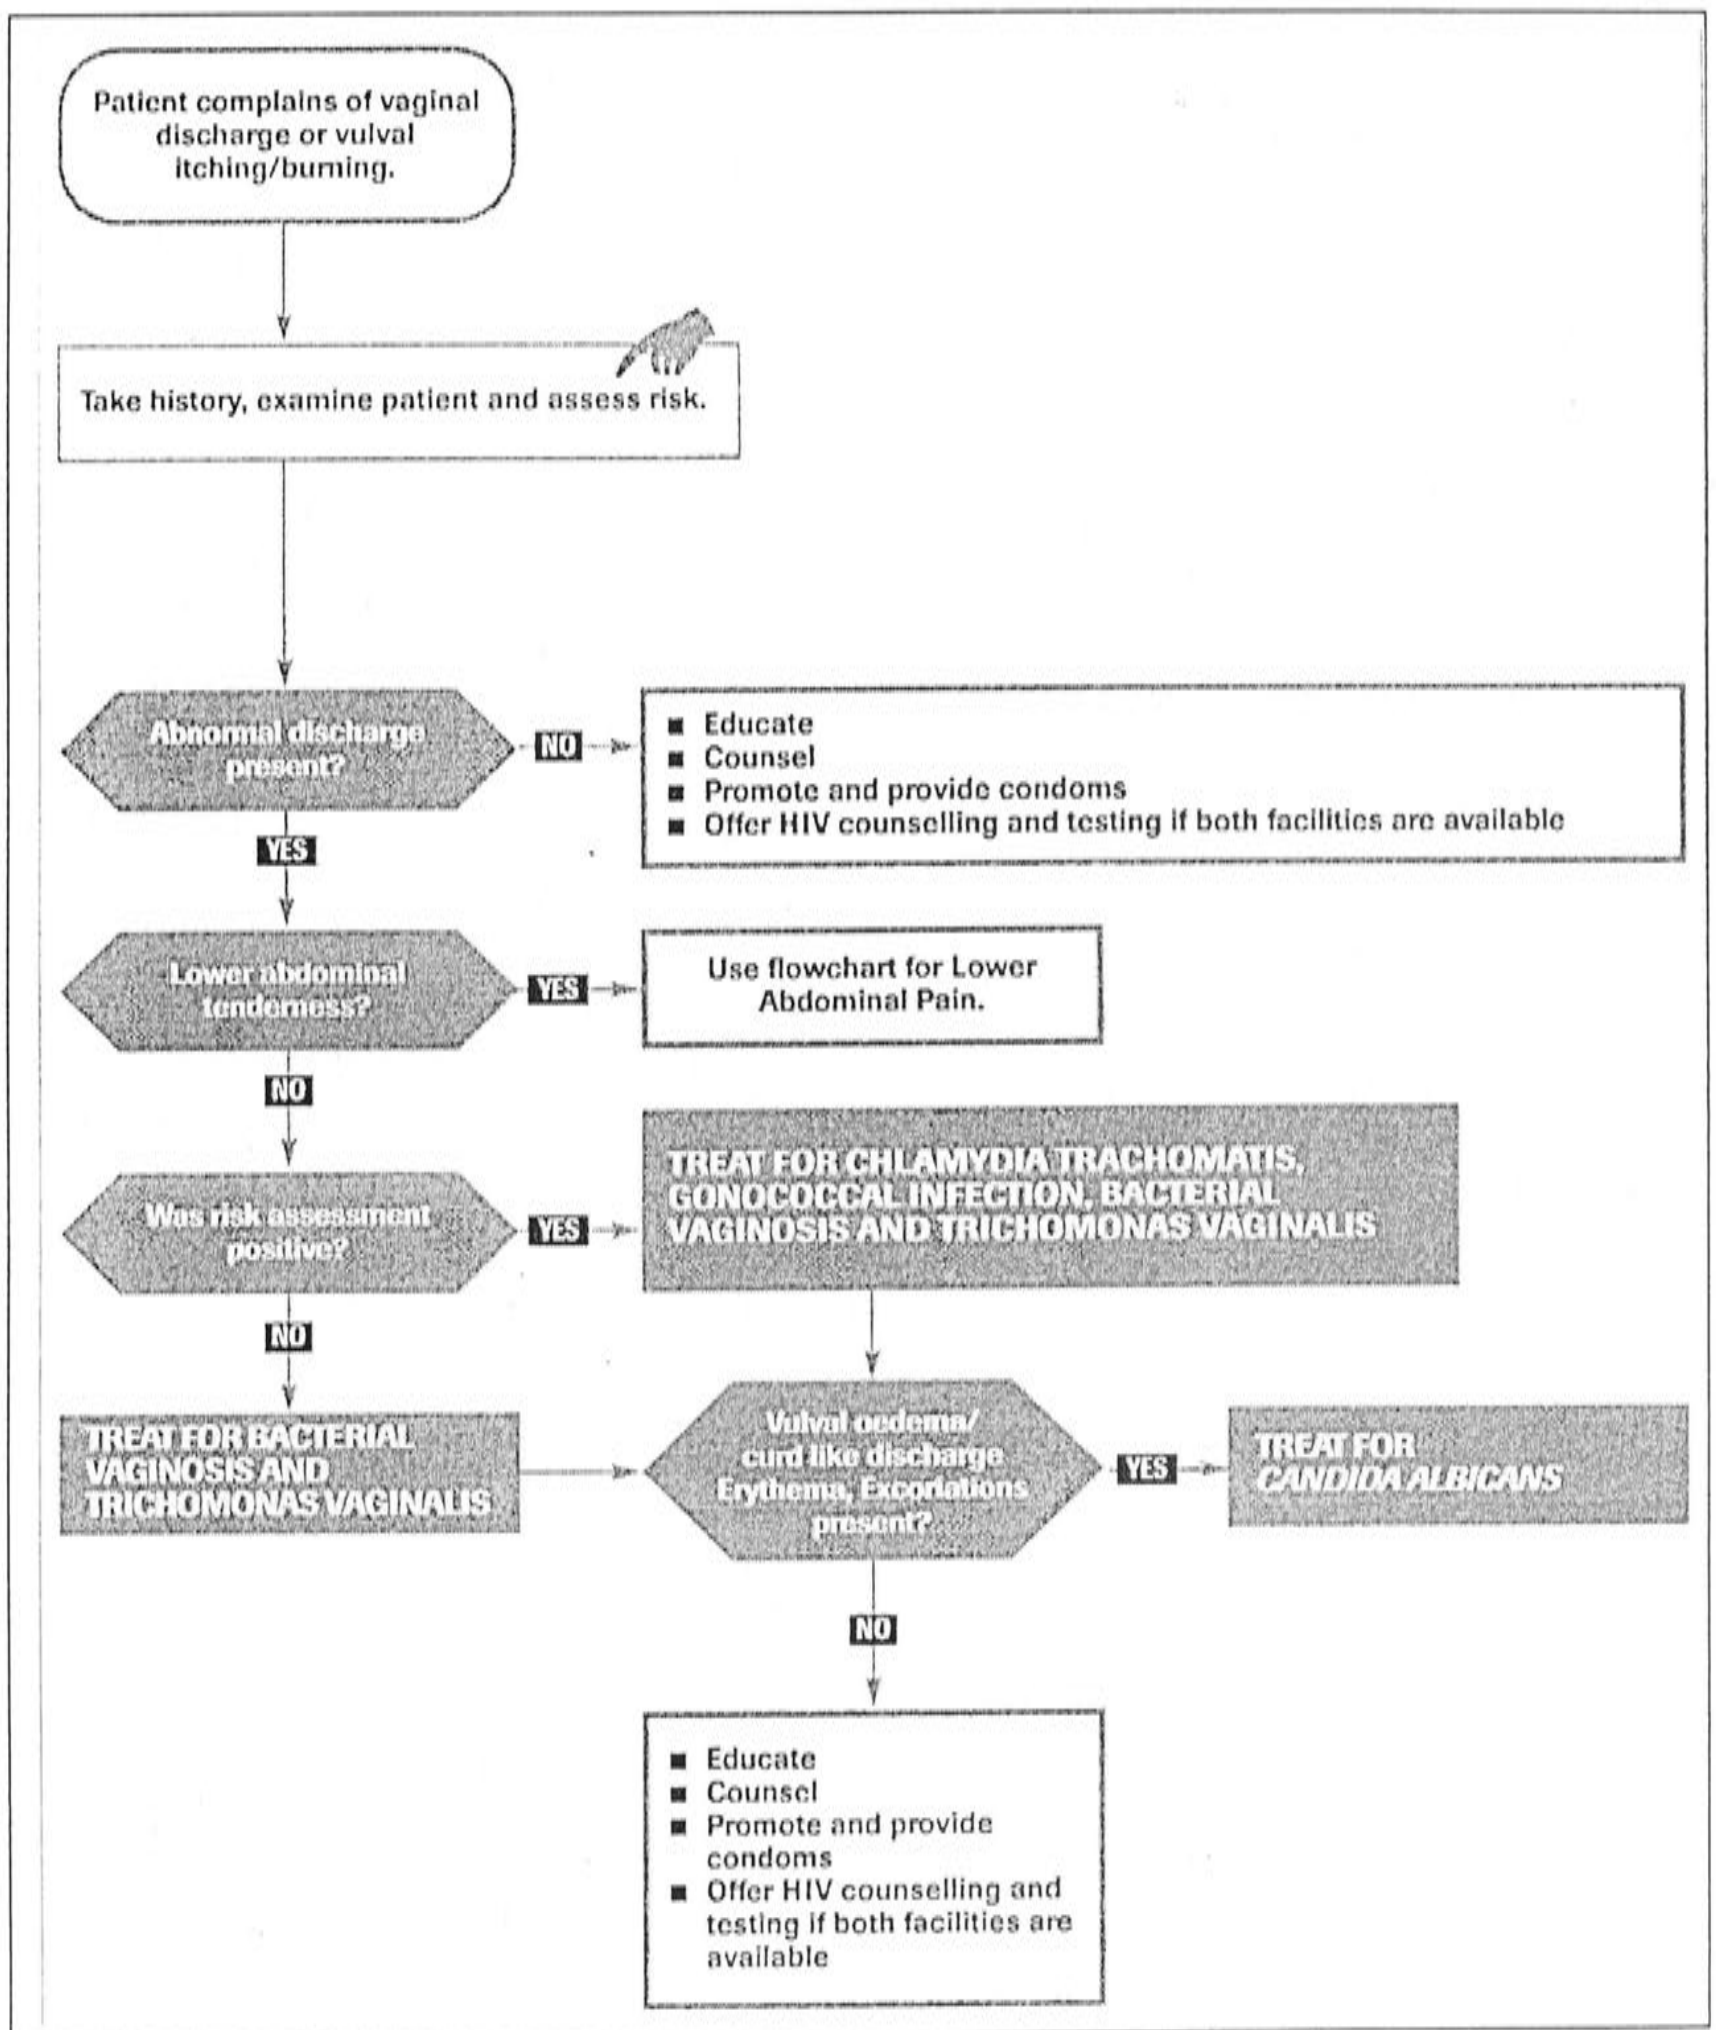 Patient complains of vaginal
discharge or vulval
itching/burning.
Take history, examine patient and assess risk.
Abnormal discharge
present?
NO
■ Educate
■ Counsel
■ Promote and provide condoms
■ Offer HIV counselling and testing if both facilities are available
YES
Lower abdominal
tenderness?
YES
Use flowchart for Lower
Abdominal Pain.
NO
Was risk assessment
positive?
YES
TREAT FOR CHLAMYDIA TRACHOMATIS,
GONOCOCCAL INFECTION, BACTERIAL
VAGINOSIS AND TRICHOMONAS VAGINALIS
NO
TREAT FOR BACTERIAL
VAGINOSIS AND
TRICHOMONAS VAGINALIS
Vulval oedema/
curd like discharge
Erythema, Excoriations
present?
YES
TREAT FOR
CANDIDA ALBICANS
NO
■ Educate
■ Counsel
■ Promote and provide
condoms
■ Offer HIV counselling and
testing if both facilities are
available